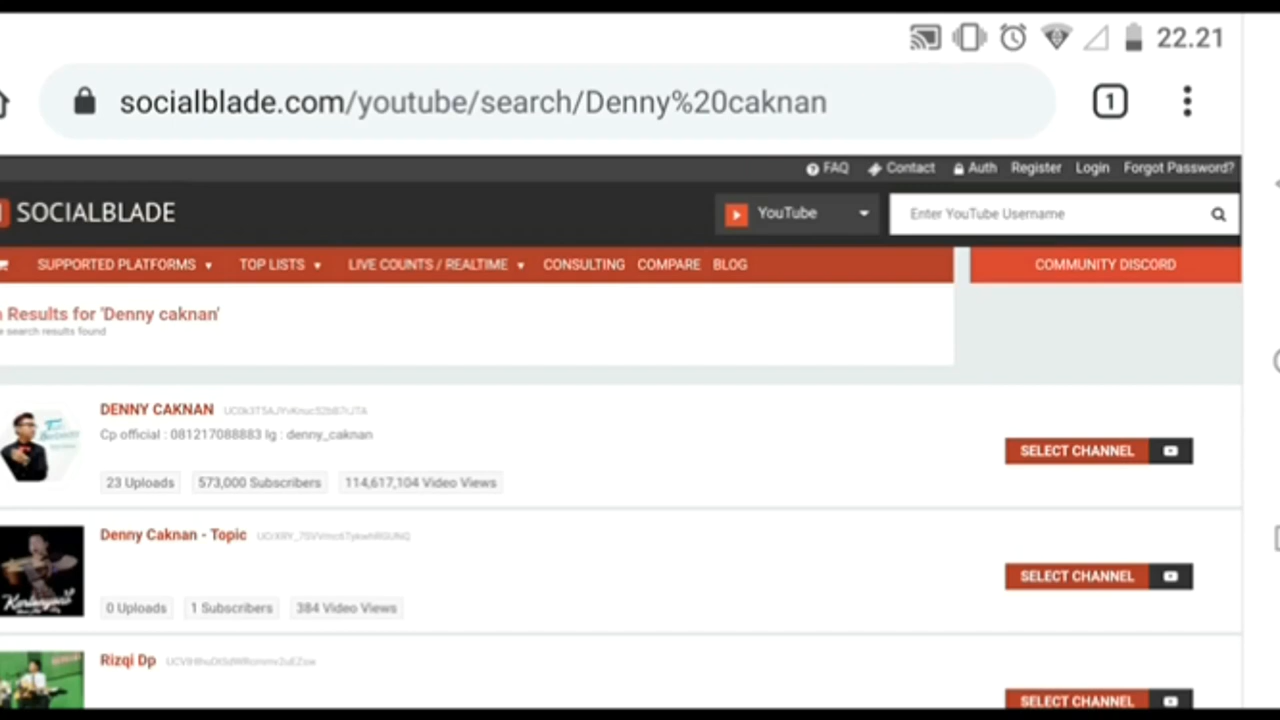 22.21
socialblade.com/youtube/search/Denny%20caknan
1
FAQ Contact Auth Register Login Forgot Password?
SOCIALBLADE
YouTube
Enter YouTube Username
SUPPORTED PLATFORMS TOP LISTS LIVE COUNTS / REALTIME CONSULTING COMPARE BLOG
COMMUNITY DISCORD
Results for 'Denny caknan'
search results found
DENNY CAKNAN
Cp official : 081217088883 Ig : denny_caknan
SELECT CHANNEL
23 Uploads 573,000 Subscribers 114,617,104 Video Views
Denny Caknan - Topic
SELECT CHANNEL
0 Uploads 1 Subscribers 384 Video Views
Rizqi Dp
SELECT CHANNEL